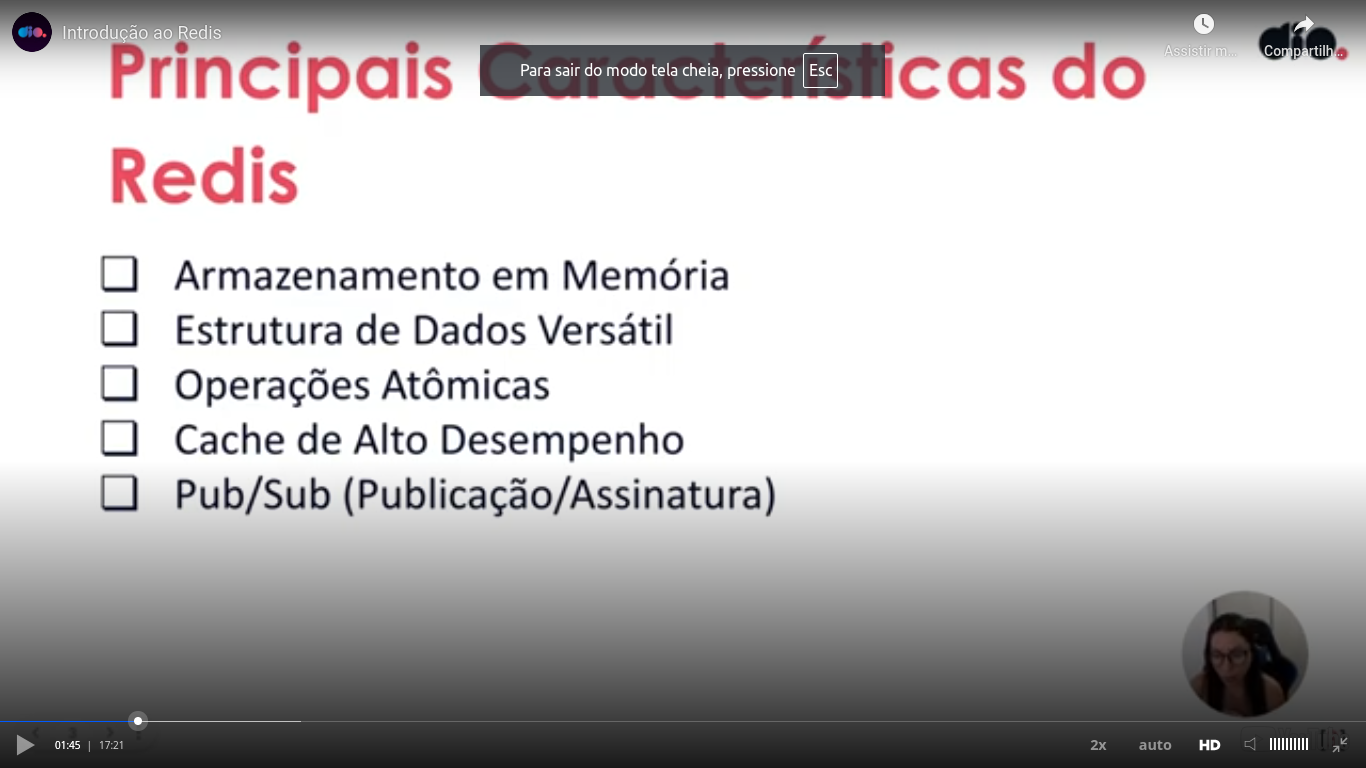 Introdução ao Redis
Assistir m...
Compartilh...
dio.
Principais Características do
Para sair do modo tela cheia, pressione Esc
Redis
Armazenamento em Memória
Estrutura de Dados Versátil
Operações Atômicas
Cache de Alto Desempenho
Pub/Sub (Publicação/Assinatura)
01:45 | 17:21
2x auto HD